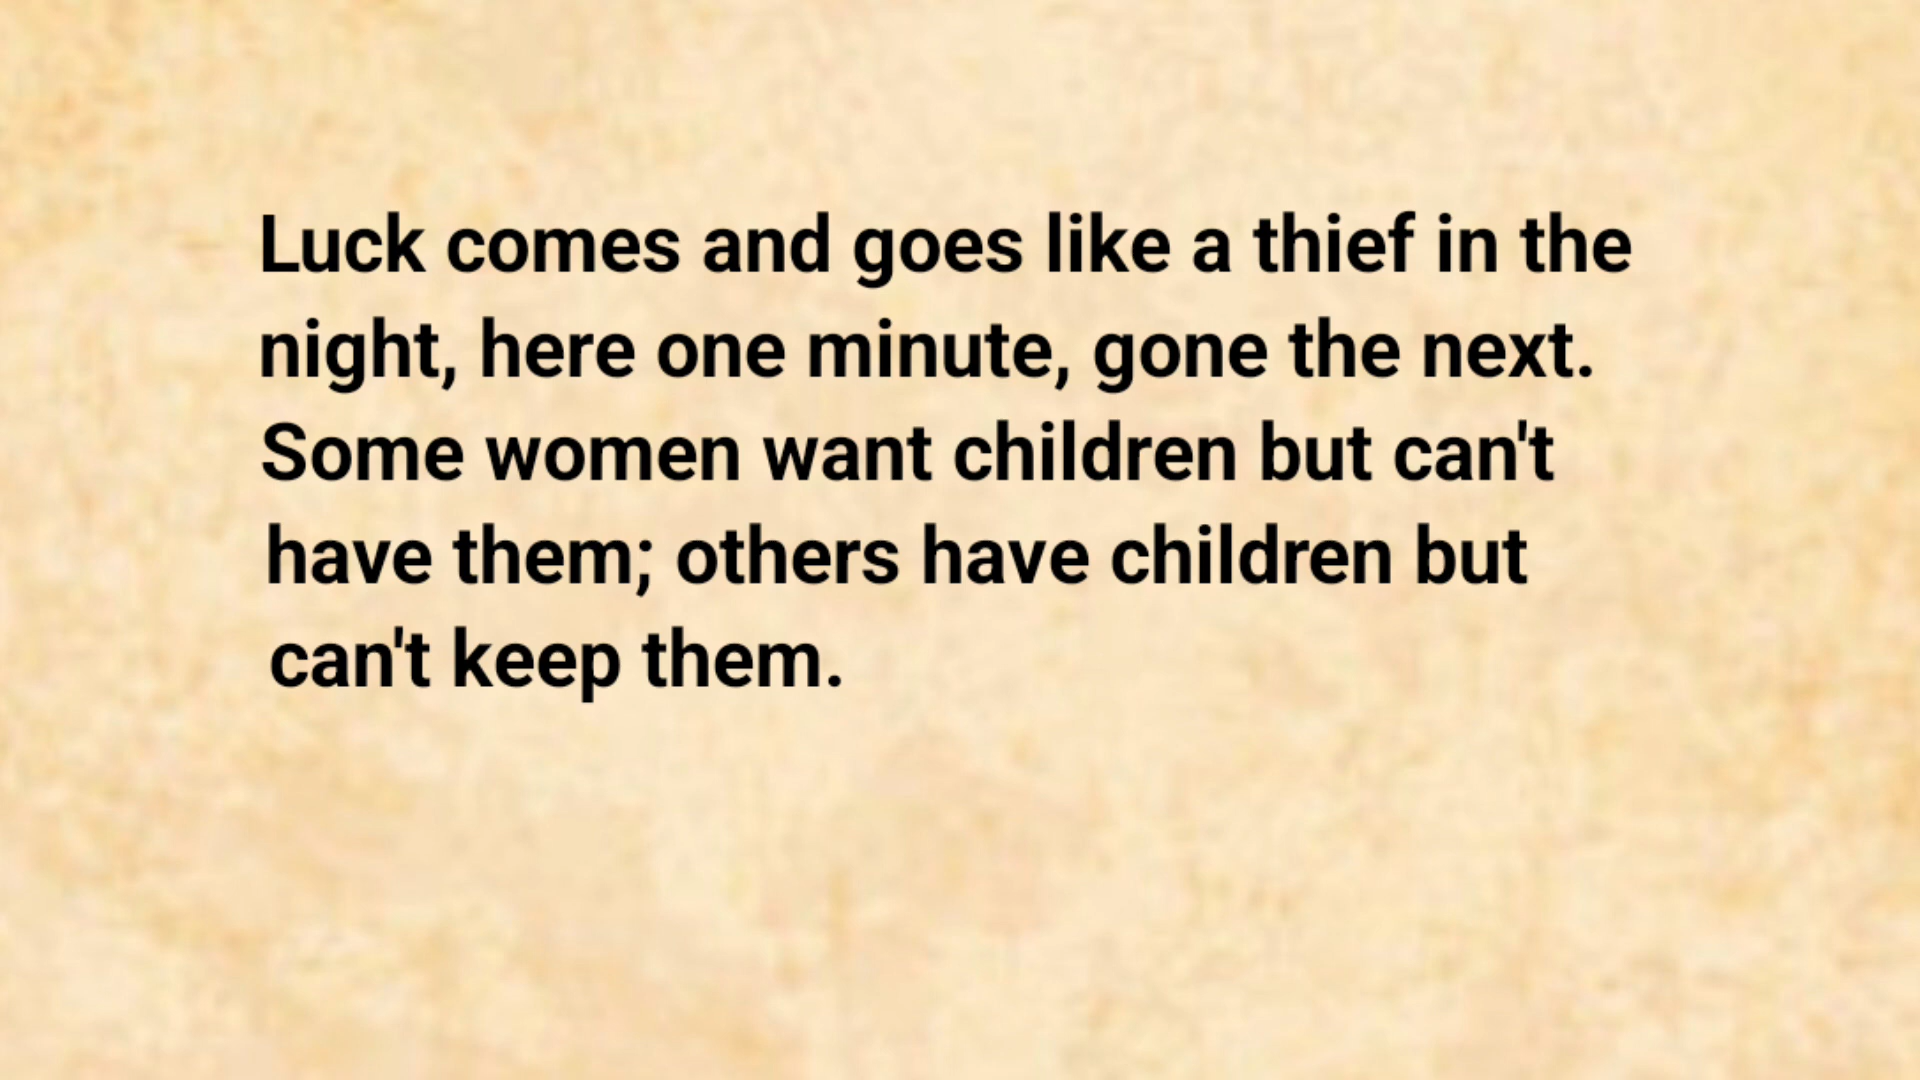 Luck comes and goes like a thief in the
night, here one minute, gone the next.
Some women want children but can't
have them; others have children but
can't keep them.